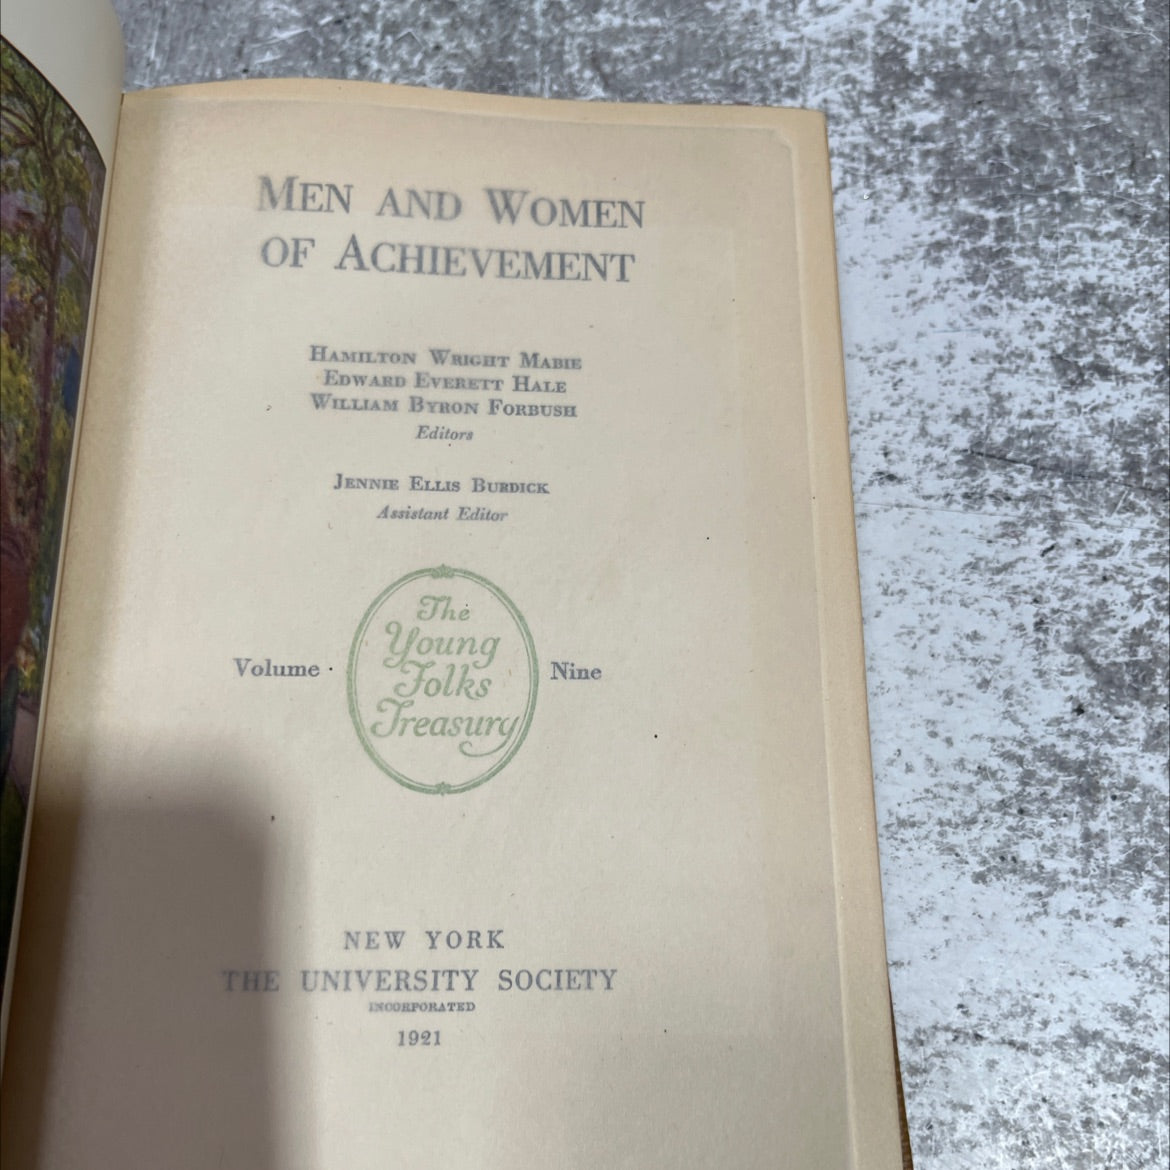 MEN AND WOMEN
OF ACHIEVEMENT
HAMILTON WRIGHT MABIE
EDWARD EVERETT HALE
WILLIAM BYRON FORBUSH
Editors
JENNIE ELLIS BURDICK
Assistant Editor
The
Young
Folks
Treasury
Volume Nine
NEW YORK
THE UNIVERSITY SOCIETY
INCORPORATED
1921